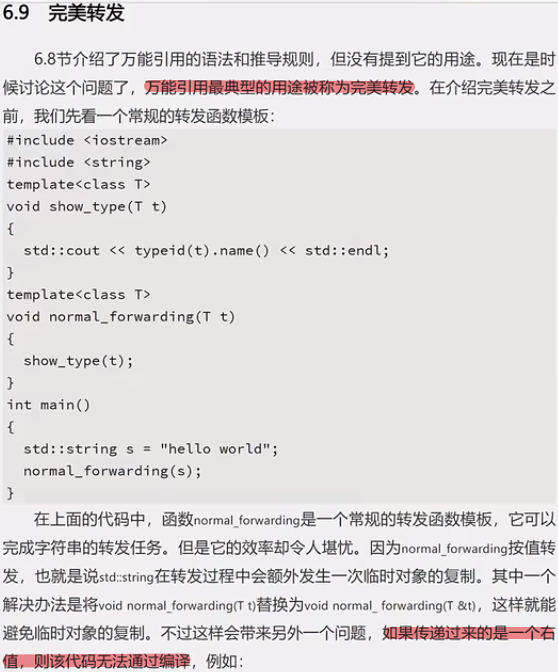 6.9 完美转发
6.8节介绍了万能引用的语法和推导规则，但没有提到它的用途。现在是时
候讨论这个问题了，万能引用最典型的用途被称为完美转发。在介绍完美转发之
前，我们先看一个常规的转发函数模板：
#include <iostream>
#include <string>
template<class T>
void show_type(T t)
{
  std::cout << typeid(t).name() << std::endl;
}
template<class T>
void normal_forwarding(T t)
{
  show_type(t);
}
int main()
{
  std::string s = "hello world";
  normal_forwarding(s);
}
在上面的代码中，函数normal_forwarding是一个常规的转发函数模板，它可以
完成字符串的转发任务。但是它的效率却令人堪忧。因为normal_forwarding按值转
发，也就是说std::string在转发过程中会额外发生一次临时对象的复制。其中一个
解决办法是将void normal_forwarding(T t)替换为void normal_ forwarding(T &t)，这样就能
避免临时对象的复制。不过这样会带来另外一个问题，如果传递过来的是一个右
值，则该代码无法通过编译，例如：